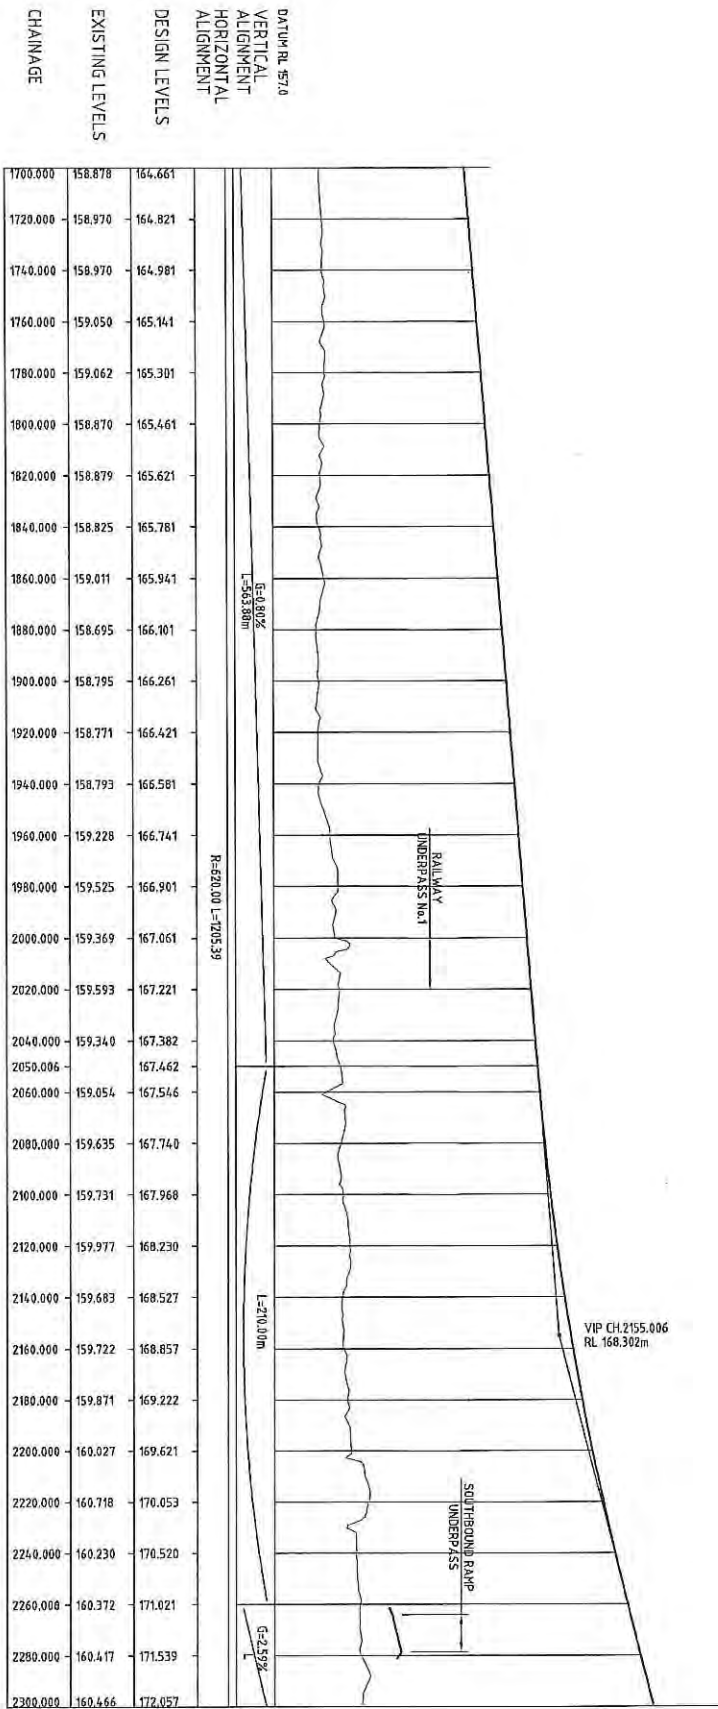 VIP CH.2155.006
RL 168.302m
RAILWAY
UNDERPASS No.1
SOUTHBOUND RAMP
UNDERPASS
DATUM RL 157.0
VERTICAL
ALIGNMENT
G=0.80%
L=563.88m
L=210.00m
G=2.59%
L
HORIZONTAL
ALIGNMENT
R=620.00 L=1205.39
DESIGN LEVELS
164.661 164.821 164.981 165.141 165.301 165.461 165.621 165.781 165.941 166.101 166.261 166.421 166.581 166.741 166.901 167.061 167.221 167.382 167.462 167.546 167.740 167.968 168.230 168.527 168.857 169.222 169.621 170.053 170.520 171.021 171.539 172.057
EXISTING LEVELS
158.878 158.970 158.970 159.050 159.062 158.870 158.879 158.825 159.011 158.695 158.795 158.771 158.793 159.228 159.525 159.369 159.593 159.340 159.054 159.635 159.731 159.977 159.683 159.722 159.871 160.027 160.718 160.230 160.372 160.417 160.466
CHAINAGE
1700.000 1720.000 1740.000 1760.000 1780.000 1800.000 1820.000 1840.000 1860.000 1880.000 1900.000 1920.000 1940.000 1960.000 1980.000 2000.000 2020.000 2040.000 2050.006 2060.000 2080.000 2100.000 2120.000 2140.000 2160.000 2180.000 2200.000 2220.000 2240.000 2260.006 2280.000 2300.000